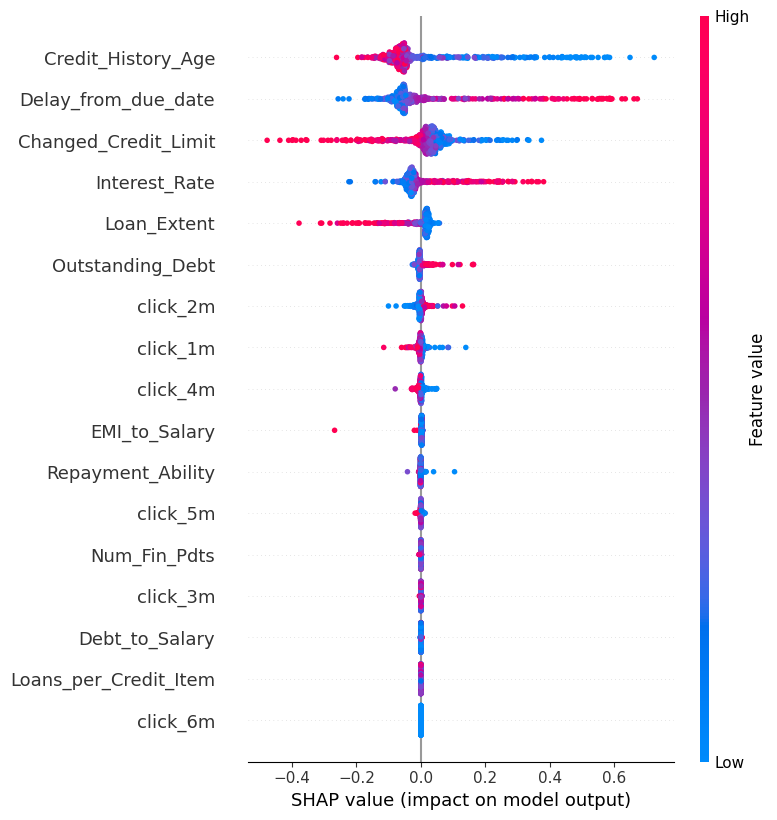 High
Credit_History_Age
Delay_from_due_date
Changed_Credit_Limit
Interest_Rate
Loan_Extent
Outstanding_Debt
click_2m
click_1m
click_4m
EMI_to_Salary
Repayment_Ability
click_5m
Num_Fin_Pdts
click_3m
Debt_to_Salary
Loans_per_Credit_Item
click_6m
Feature value
Low
−0.4 −0.2 0.0 0.2 0.4 0.6
SHAP value (impact on model output)